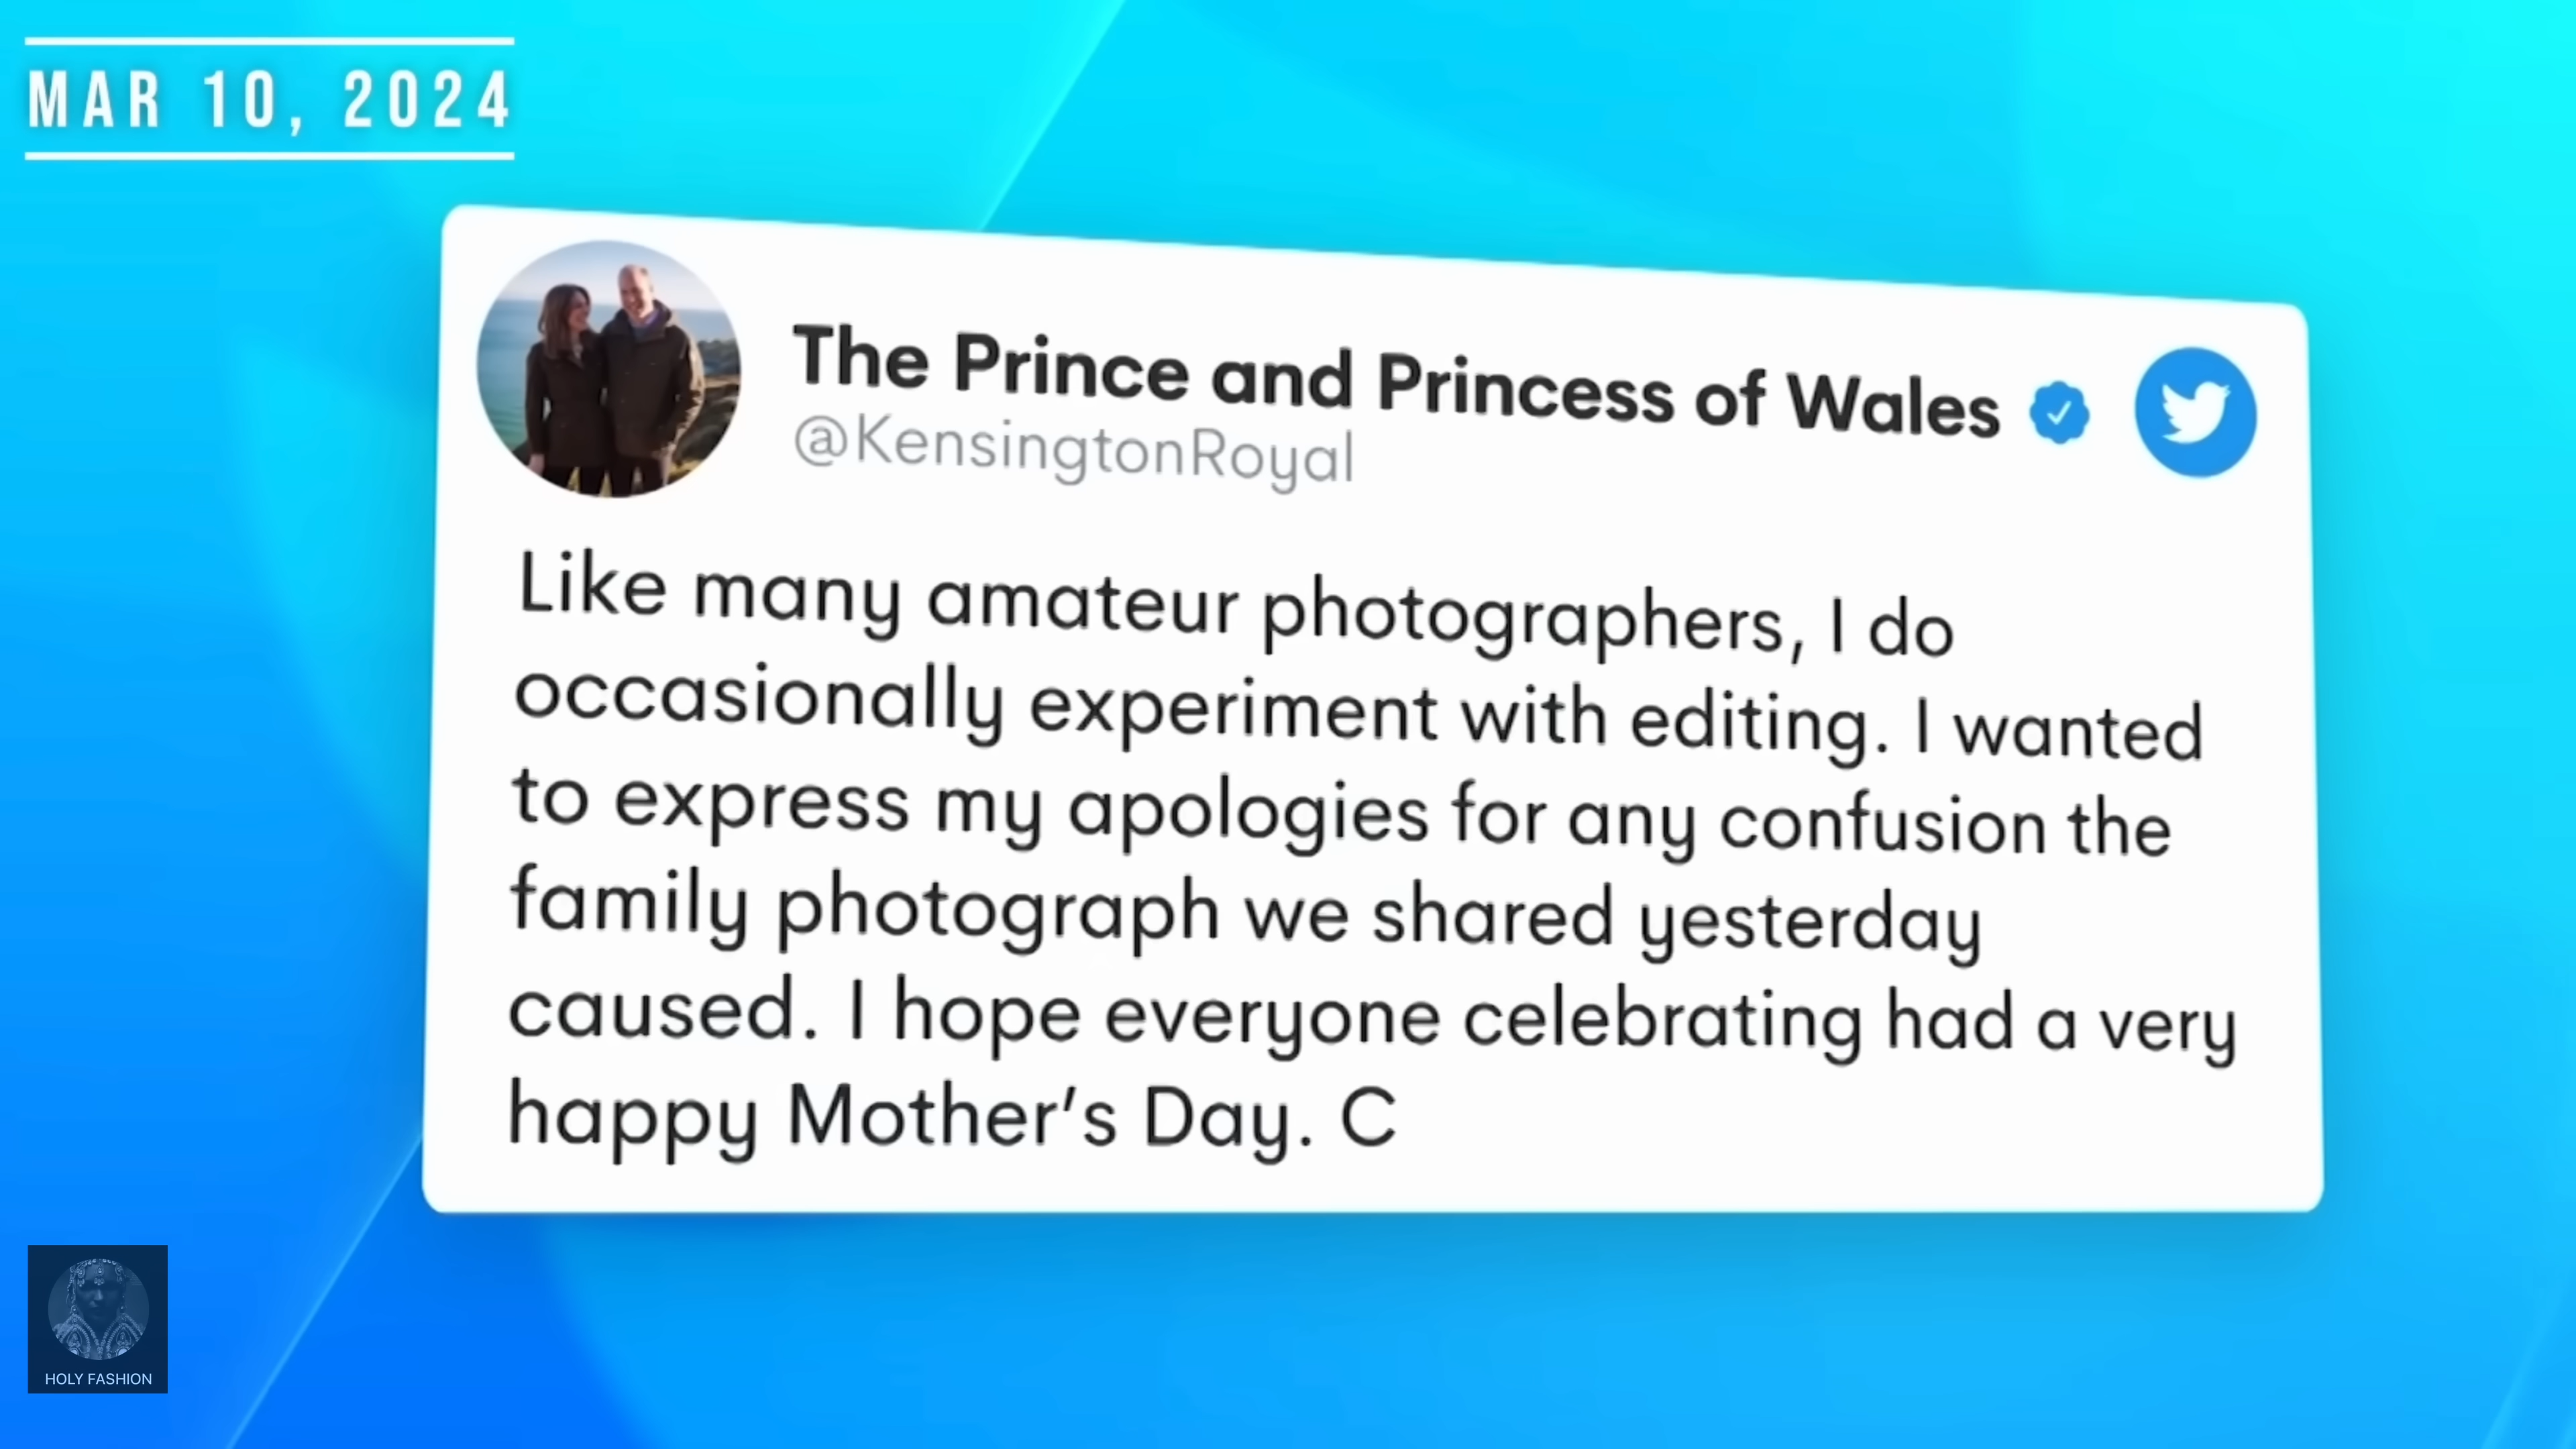 MAR 10, 2024
The Prince and Princess of Wales
@KensingtonRoyal
Like many amateur photographers, I do
occasionally experiment with editing. I wanted
to express my apologies for any confusion the
family photograph we shared yesterday
caused. I hope everyone celebrating had a very
happy Mother's Day. C
HOLY FASHION